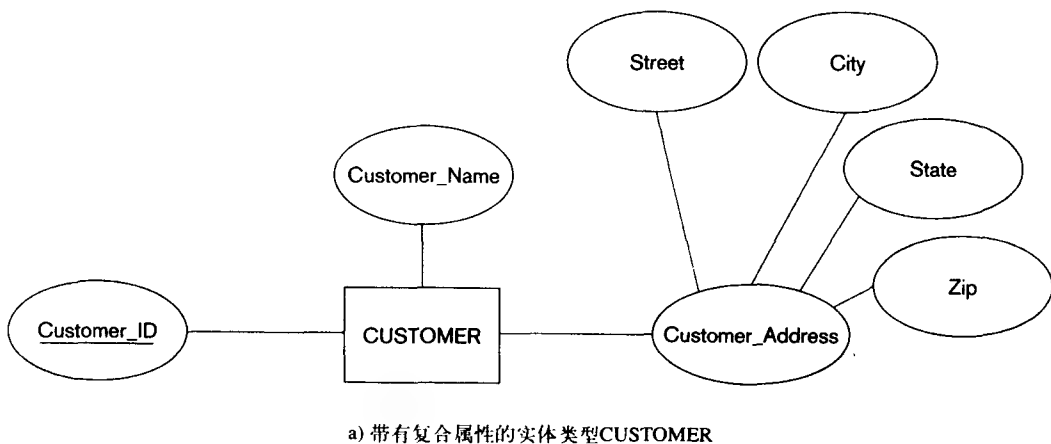 Street
City
Customer_Name
State
Zip
Customer_ID
CUSTOMER
Customer_Address
a) 带有复合属性的实体类型CUSTOMER